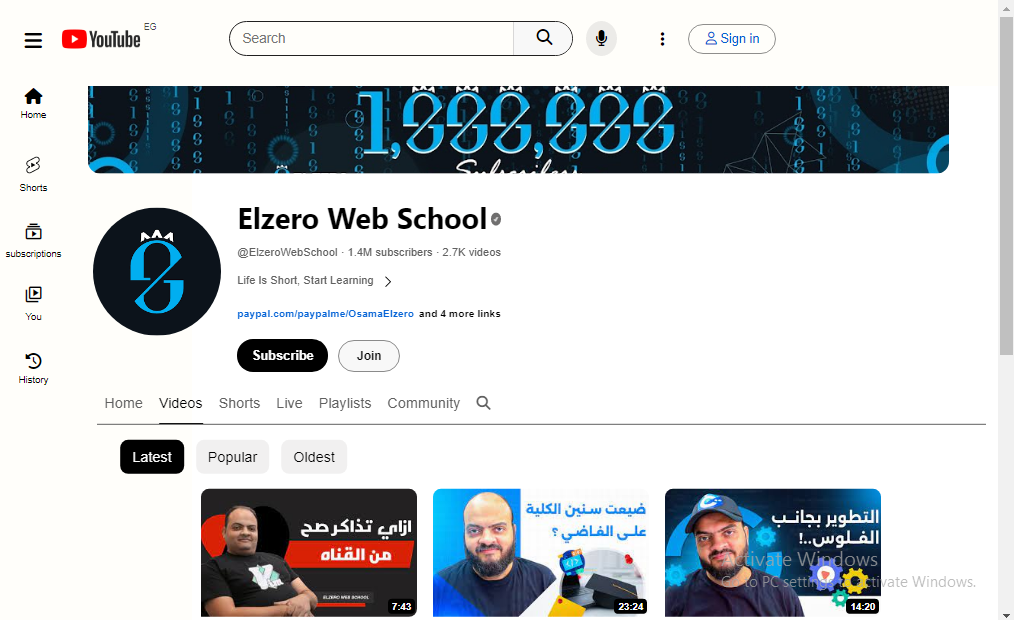 YouTube EG
Search
Sign in
Home
Shorts
subscriptions
You
History
1,000,000
Subscribers
Elzero Web School
@ElzeroWebSchool · 1.4M subscribers · 2.7K videos
Life Is Short, Start Learning
paypal.com/paypalme/OsamaElzero and 4 more links
Subscribe
Join
Home Videos Shorts Live Playlists Community
Latest Popular Oldest
ازاي تذاكر صح
من القناه
ELZERO WEB SCHOOL
7:43
ضيعت سنين الكلية
على الفاضي ؟
23:24
التطوير بجانب
الفلوس..!
14:20
Activate Windows
Go to PC settings to activate Windows.